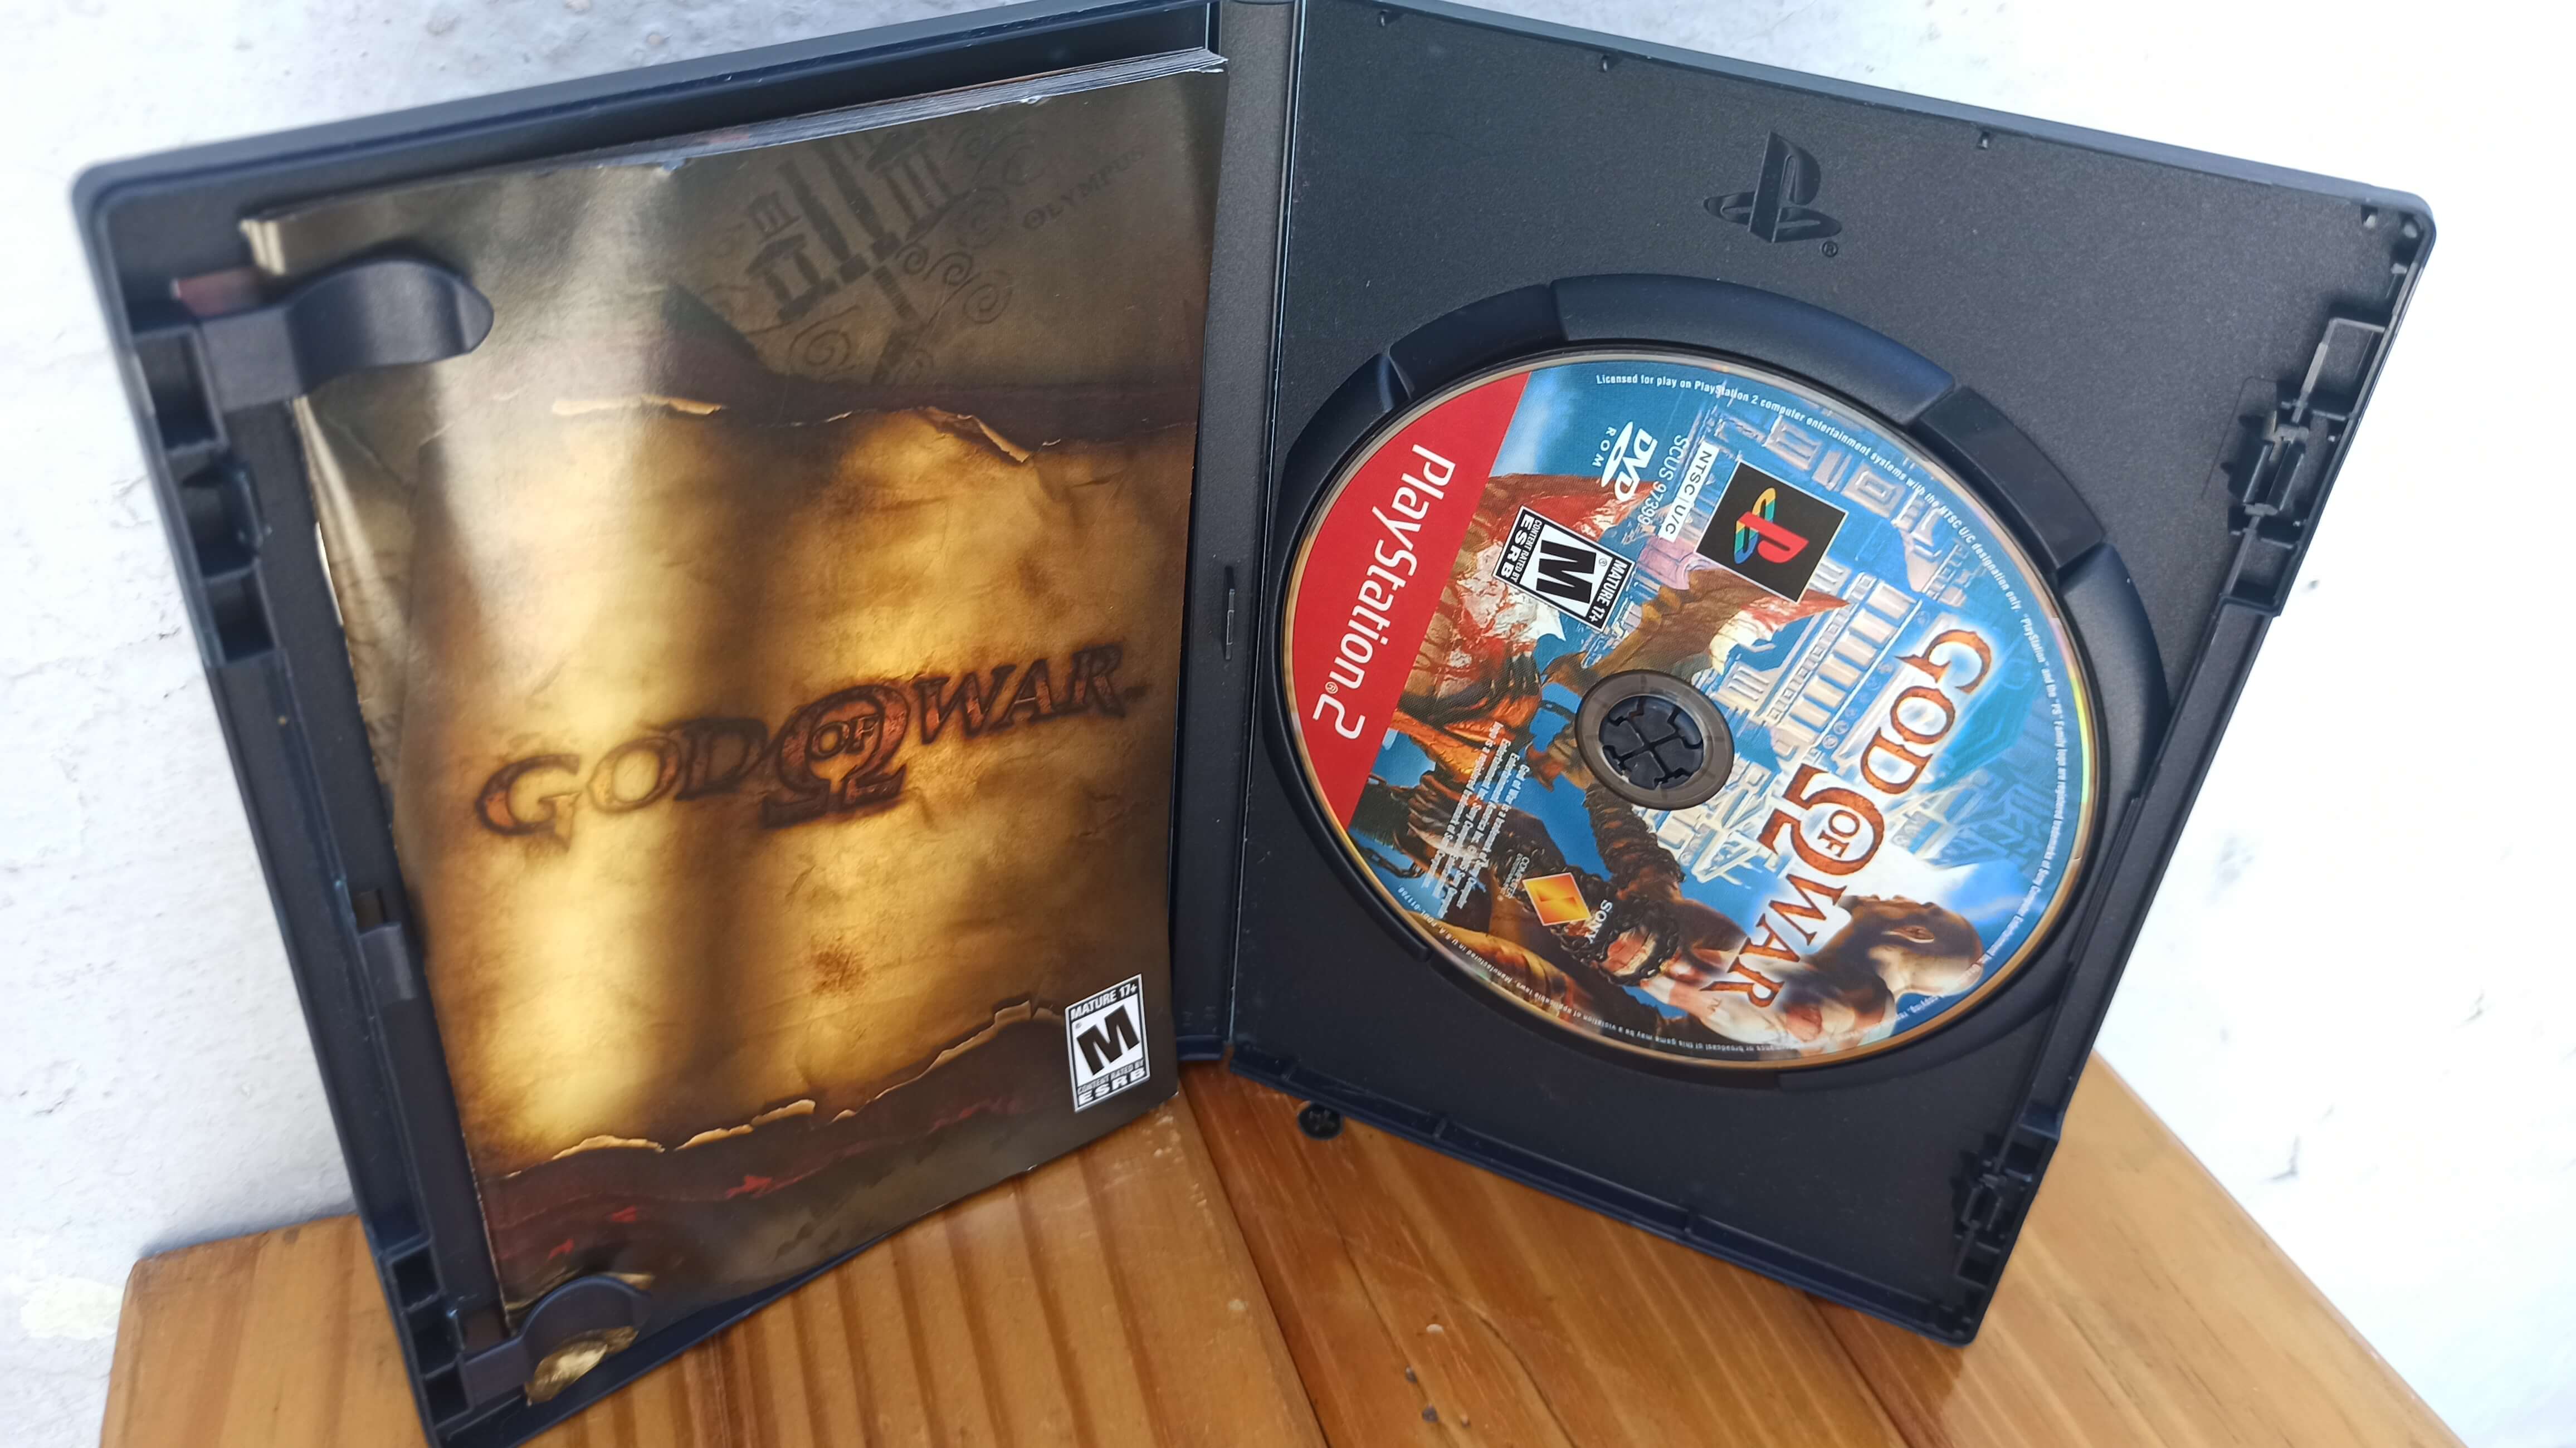 OLYMPUS
GOD OF WAR
MATURE 17+
M
CONTENT RATED BY
ESRB
Licensed for play on PlayStation 2 computer entertainment systems with the NTSC U/C designation only.
PlayStation®2
DVD
ROM
SCUS 97399
NTSC U/C
MATURE 17+
M
CONTENT RATED BY
ESRB
GOD OF WAR
SONY